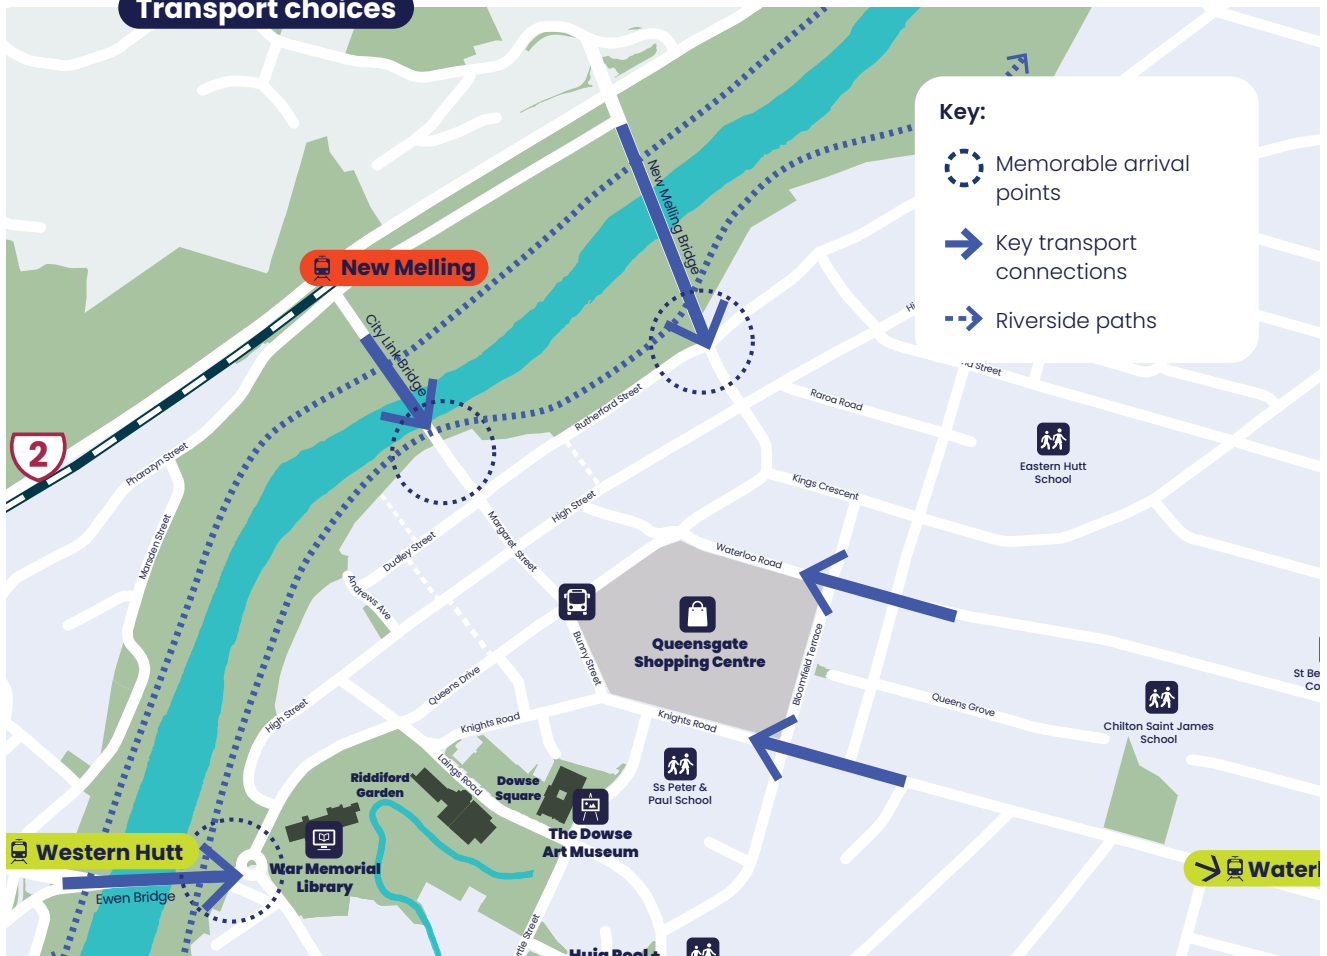 Transport choices
Key:
Memorable arrival
points
Key transport
connections
Riverside paths
New Melling Bridge
New Melling
City Link Bridge
2
Pharazyn Street
Marsden Street
Rutherford Street
Raroa Road
Eastern Hutt
School
Kings Crescent
High Street
Margaret Street
Dudley Street
Andrews Ave
Waterloo Road
Queensgate
Shopping Centre
Bunny Street
Bloomfield Terrace
Queens Drive
High Street
Knights Road
Knights Road
Queens Grove
Chilton Saint James
School
Laings Road
Riddiford
Garden
Dowse
Square
Ss Peter &
Paul School
The Dowse
Art Museum
War Memorial
Library
Western Hutt
Ewen Bridge
Street
Street
St